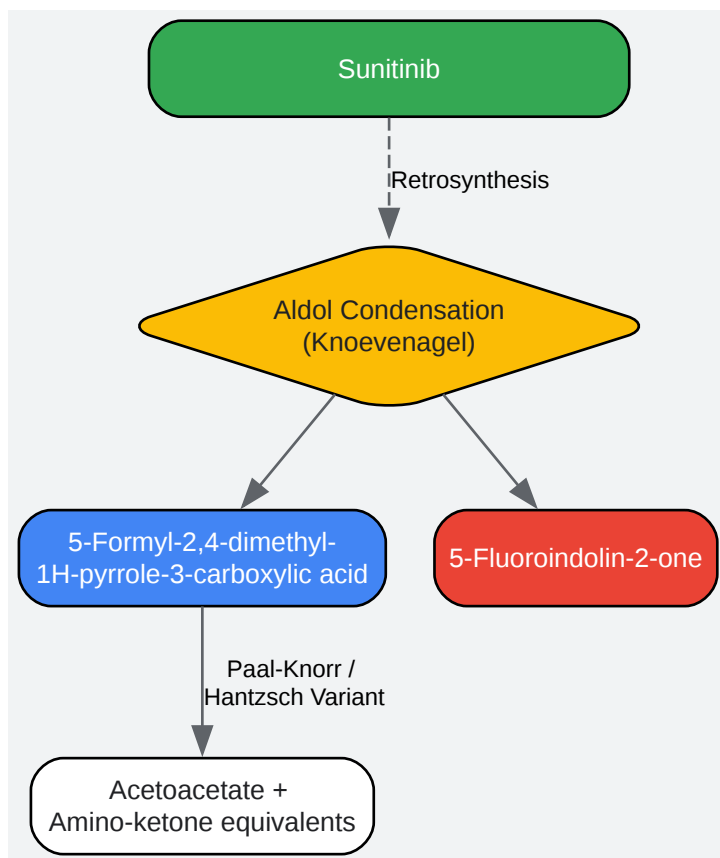 Sunitinib
Retrosynthesis
Aldol Condensation
(Knoevenagel)
5-Formyl-2,4-dimethyl-
1H-pyrrole-3-carboxylic acid
5-Fluoroindolin-2-one
Paal-Knorr /
Hantzsch Variant
Acetoacetate +
Amino-ketone equivalents